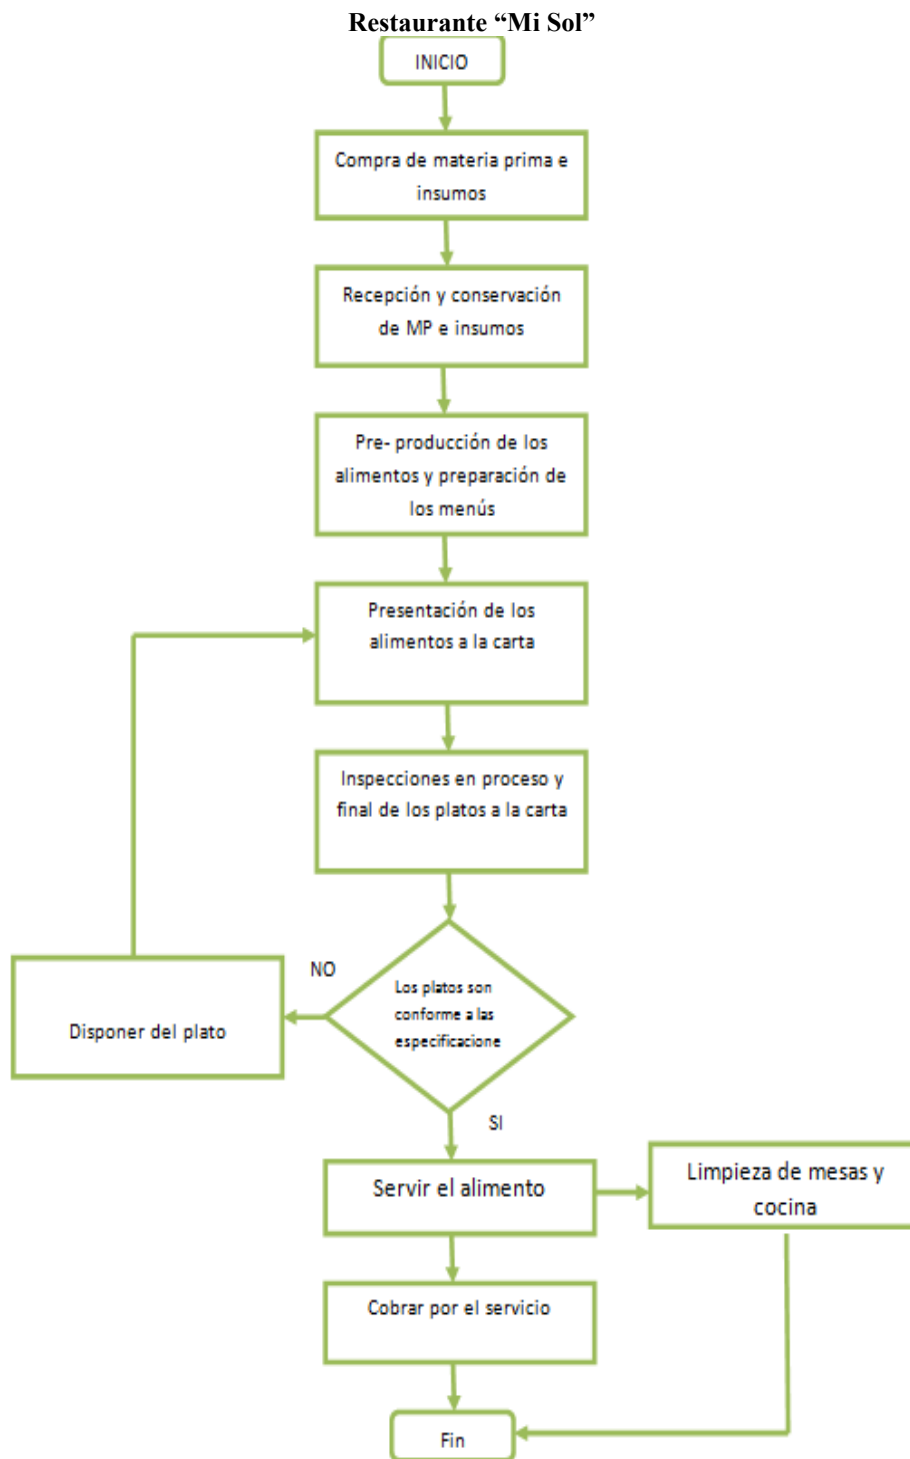 Restaurante “Mi Sol”
INICIO
Compra de materia prima e
insumos
Recepción y conservación
de MP e insumos
Pre- producción de los
alimentos y preparación de
los menús
Presentación de los
alimentos a la carta
Inspecciones en proceso y
final de los platos a la carta
NO
Los platos son
conforme a las
especificacione
Disponer del plato
SI
Servir el alimento
Limpieza de mesas y
cocina
Cobrar por el servicio
Fin